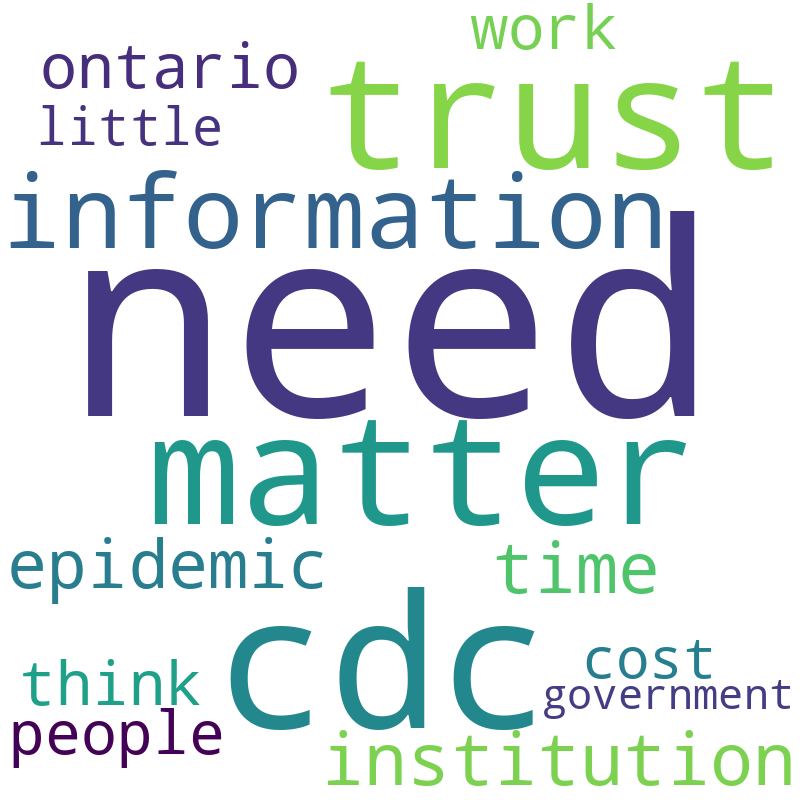 work
ontario
trust
little
information
need
matter
epidemic
time
cdc
cost
think
government
people
institution